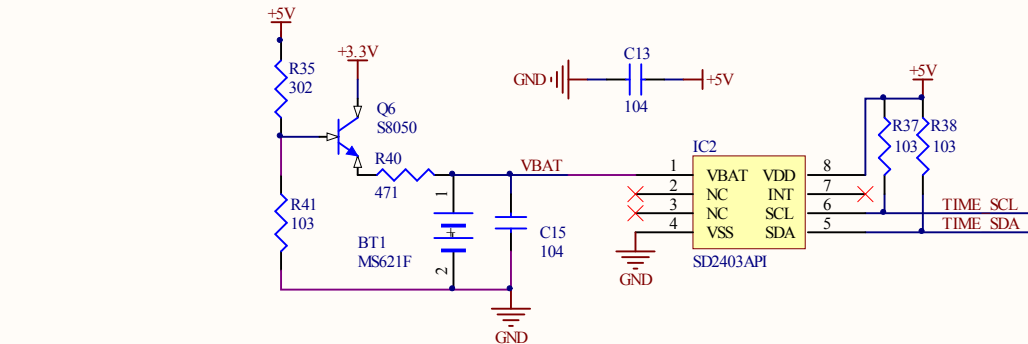 +5V
R35
302
+3.3V
Q6
S8050
R41
103
R40
471
1
BT1
MS621F
+
2
C15
104
GND
VBAT
GND
C13
104
+5V
IC2
1
2
3
4
VBAT
NC
NC
VSS
VDD
INT
SCL
SDA
8
7
6
5
SD2403API
GND
+5V
R37
103
R38
103
TIME_SCL
TIME_SDA